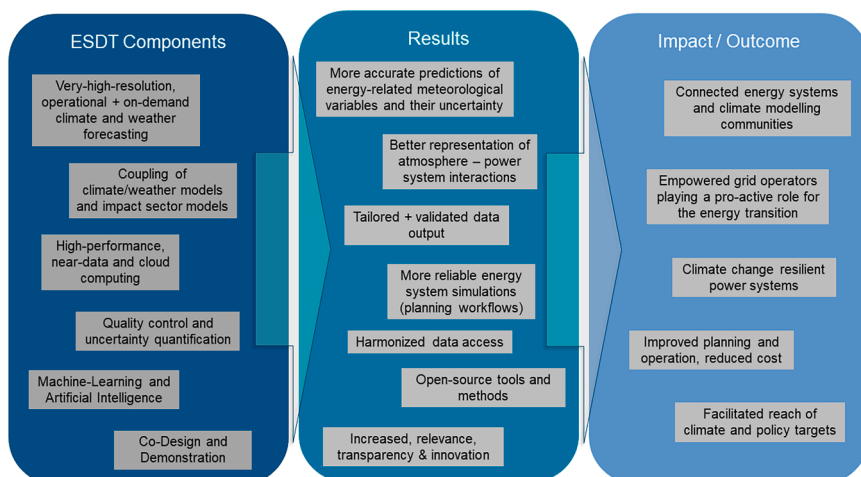 ESDT Components
Very-high-resolution,
operational + on-demand
climate and weather
forecasting
Coupling of
climate/weather models
and impact sector models
High-performance,
near-data and cloud
computing
Quality control and
uncertainty quantification
Machine-Learning and
Artificial Intelligence
Co-Design and
Demonstration
Results
More accurate predictions of
energy-related meteorological
variables and their uncertainty
Better representation of
atmosphere – power
system interactions
Tailored + validated data
output
More reliable energy
system simulations
(planning workflows)
Harmonized data access
Open-source tools and
methods
Increased, relevance,
transparency & innovation
Impact / Outcome
Connected energy systems
and climate modelling
communities
Empowered grid operators
playing a pro-active role for
the energy transition
Climate change resilient
power systems
Improved planning and
operation, reduced cost
Facilitated reach of
climate and policy targets